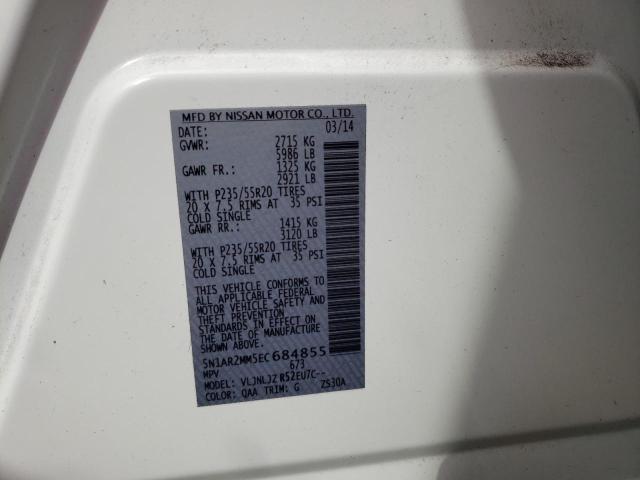 MFD BY NISSAN MOTOR CO., LTD.
DATE: 03/14
GVWR: 2715 KG
5986 LB
GAWR FR.: 1325 KG
2921 LB
WITH P235/55R20 TIRES
20 X 7.5 RIMS AT 35 PSI
COLD SINGLE
GAWR RR.: 1415 KG
3120 LB
WITH P235/55R20 TIRES
20 X 7.5 RIMS AT 35 PSI
COLD SINGLE
THIS VEHICLE CONFORMS TO
ALL APPLICABLE FEDERAL
MOTOR VEHICLE SAFETY AND
THEFT PREVENTION
STANDARDS IN EFFECT ON
THE DATE OF MANUFACTURE
SHOWN ABOVE.
5N1AR2MM5EC684855
MPV 673
MODEL: VLJNLJZ R52EU7C--
COLOR: QAA TRIM: G ZS30A